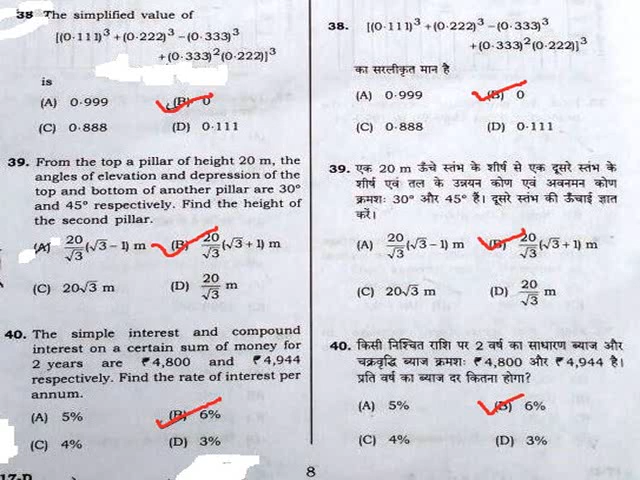 38 The simplified value of
[(0·111)³ + (0·222)³ − (0·333)³
+(0·333)²(0·222)]³
is
(A) 0·999 (B) 0
(C) 0·888 (D) 0·111
39. From the top a pillar of height 20 m, the
angles of elevation and depression of the
top and bottom of another pillar are 30°
and 45° respectively. Find the height of
the second pillar.
(A) 20/√3 (√3 − 1) m (B) 20/√3 (√3 + 1) m
(C) 20√3 m (D) 20/√3 m
40. The simple interest and compound
interest on a certain sum of money for
2 years are ₹4,800 and ₹4,944
respectively. Find the rate of interest per
annum.
(A) 5% (B) 6%
(C) 4% (D) 3%
17-D
38. [(0·111)³ + (0·222)³ − (0·333)³
+(0·333)²(0·222)]³
का सरलीकृत मान है
(A) 0·999 (B) 0
(C) 0·888 (D) 0·111
39. एक 20 m ऊँचे स्तंभ के शीर्ष से एक दूसरे स्तंभ के
शीर्ष एवं तल के उन्नयन कोण एवं अवनमन कोण
क्रमशः 30° और 45° हैं। दूसरे स्तंभ की ऊँचाई ज्ञात
करें।
(A) 20/√3 (√3 − 1) m (B) 20/√3 (√3 + 1) m
(C) 20√3 m (D) 20/√3 m
40. किसी निश्चित राशि पर 2 वर्ष का साधारण ब्याज और
चक्रवृद्धि ब्याज क्रमशः ₹4,800 और ₹4,944 है।
प्रति वर्ष का ब्याज दर कितना होगा?
(A) 5% (B) 6%
(C) 4% (D) 3%
8